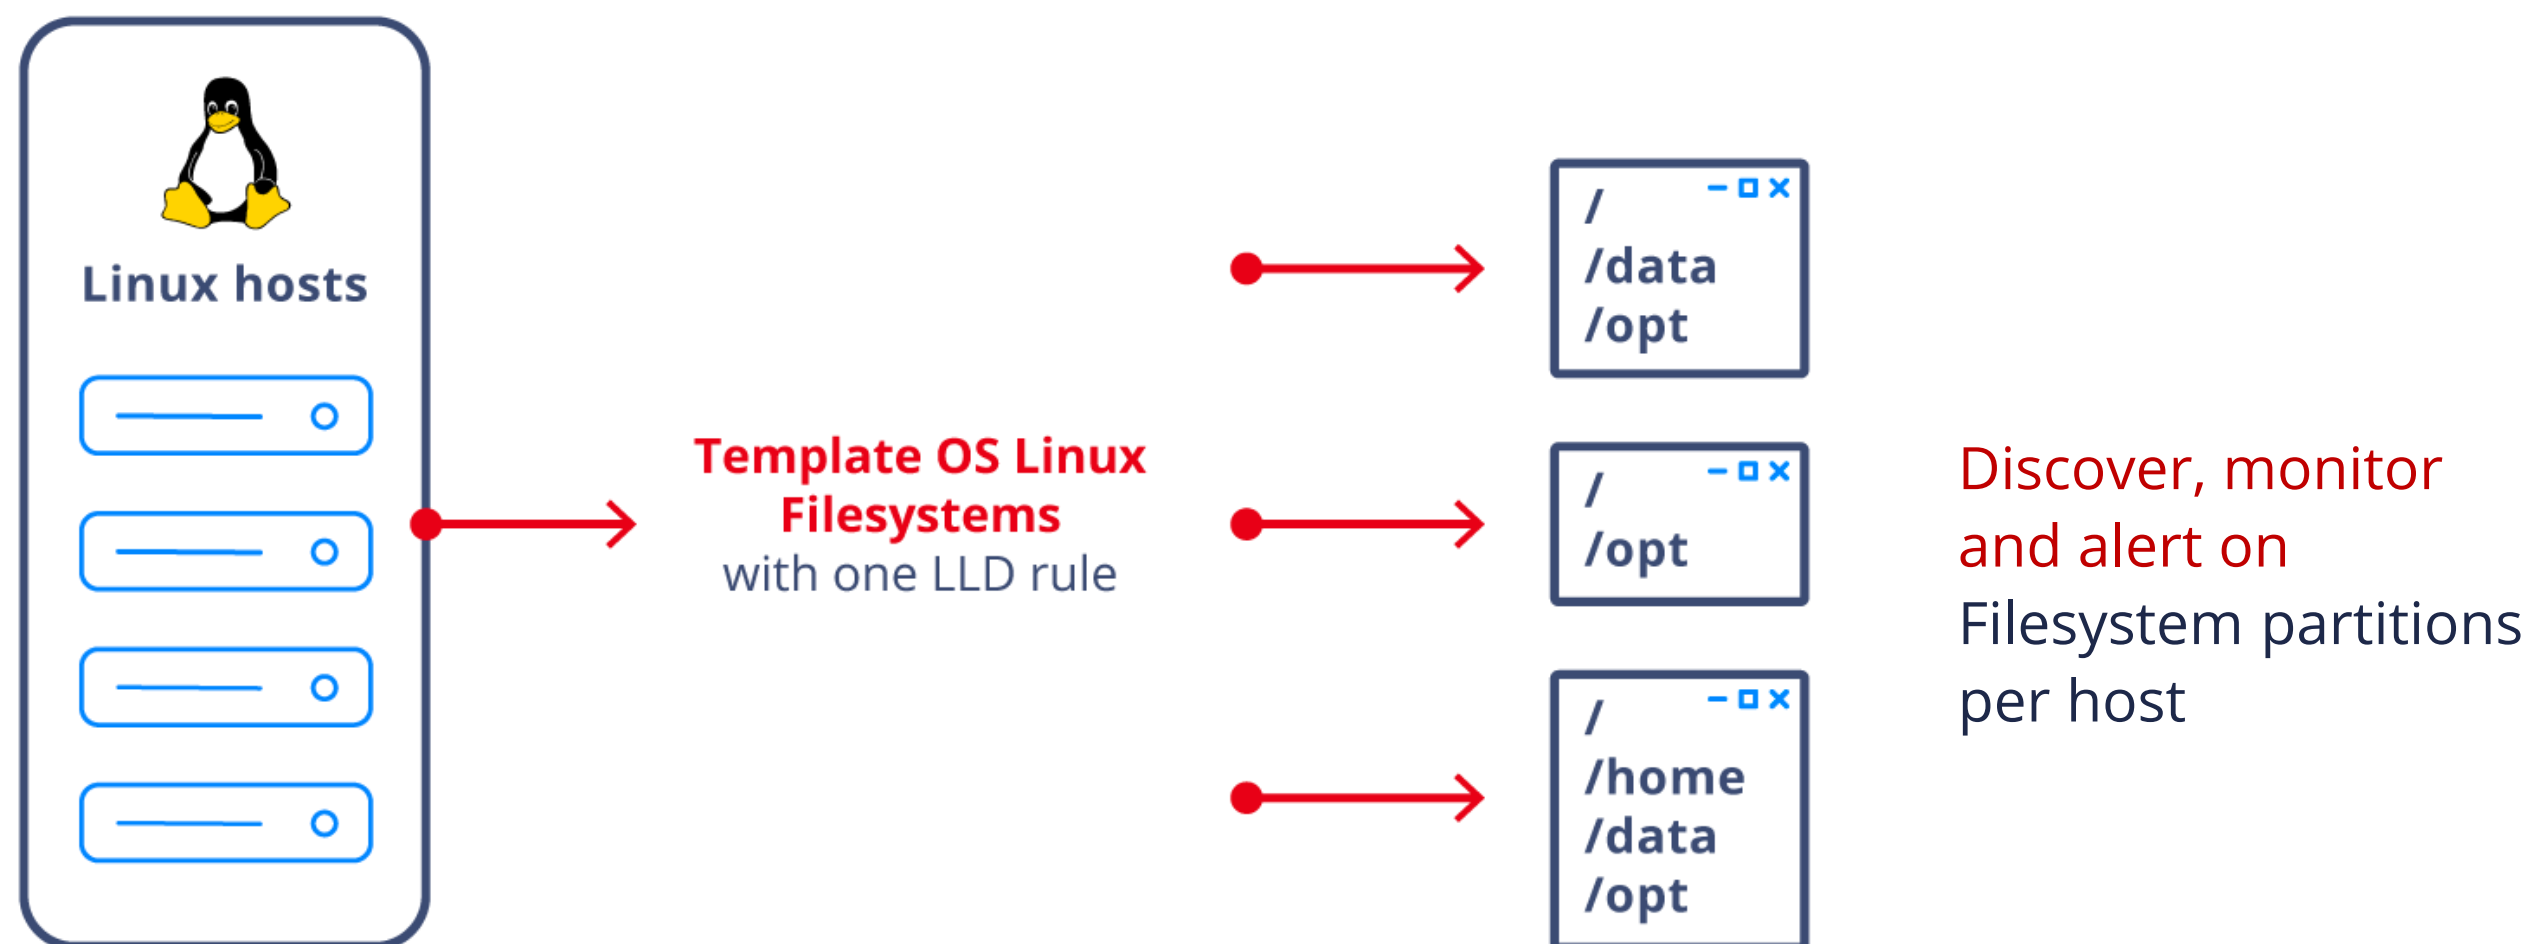 Linux hosts
Template OS Linux
Filesystems
with one LLD rule
/
/data
/opt
/
/opt
/
/home
/data
/opt
Discover, monitor
and alert on
Filesystem partitions
per host